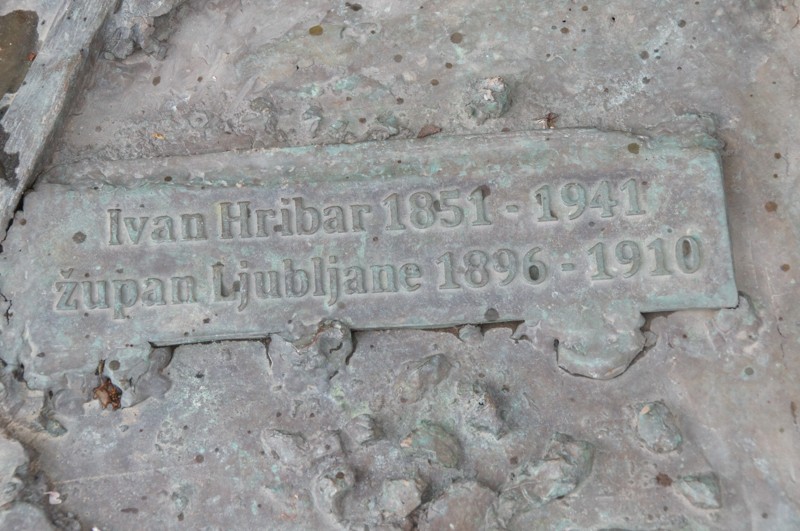 Ivan Hribar 1851 - 1941
župan Ljubljane 1896 - 1910